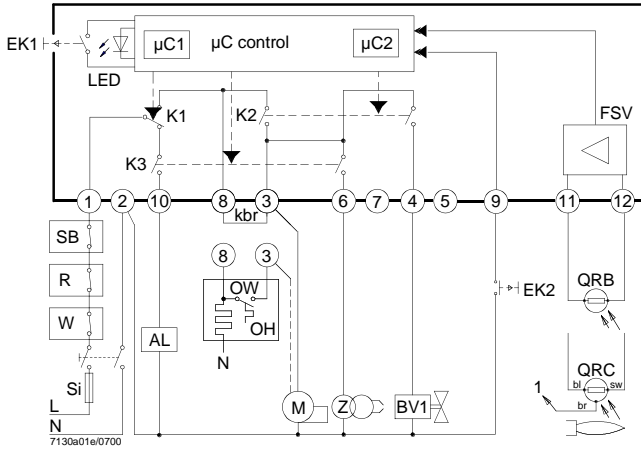 EK1
LED
µC1
µC control
µC2
FSV
K1
K2
K3
1 2 10 8 3 6 7 4 5 9 11 12
kbr
SB
R
W
Si
L
N
AL
8 3
OW
OH
N
M
Z
BV1
EK2
QRB
QRC
bl sw
br
1
7130a01e/0700